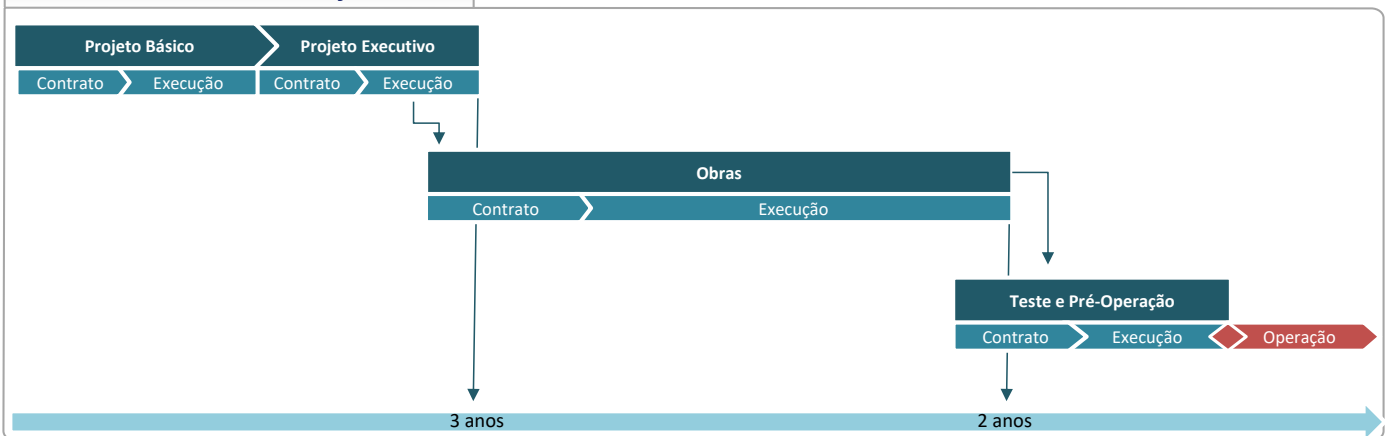 Projeto Básico Projeto Executivo
Contrato Execução Contrato Execução
Obras
Contrato Execução
Teste e Pré-Operação
Contrato Execução Operação
3 anos 2 anos